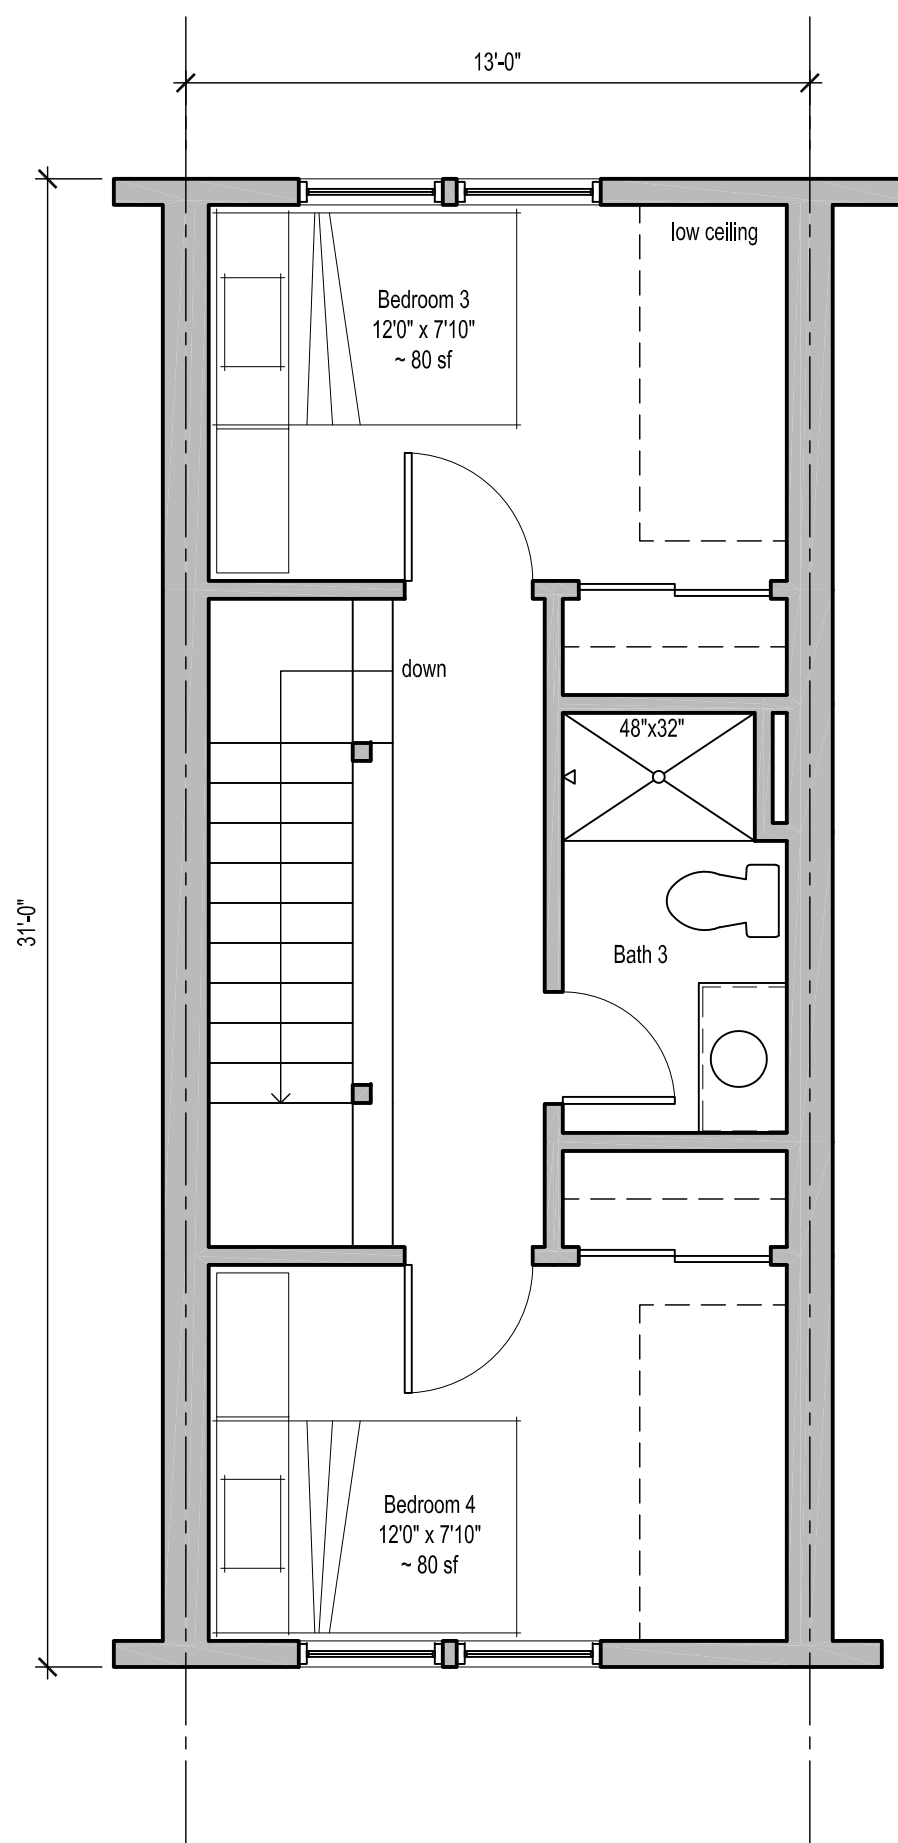 13'-0"
low ceiling
Bedroom 3
12'0" x 7'10"
~ 80 sf
down
48"x32"
31'-0"
Bath 3
Bedroom 4
12'0" x 7'10"
~ 80 sf